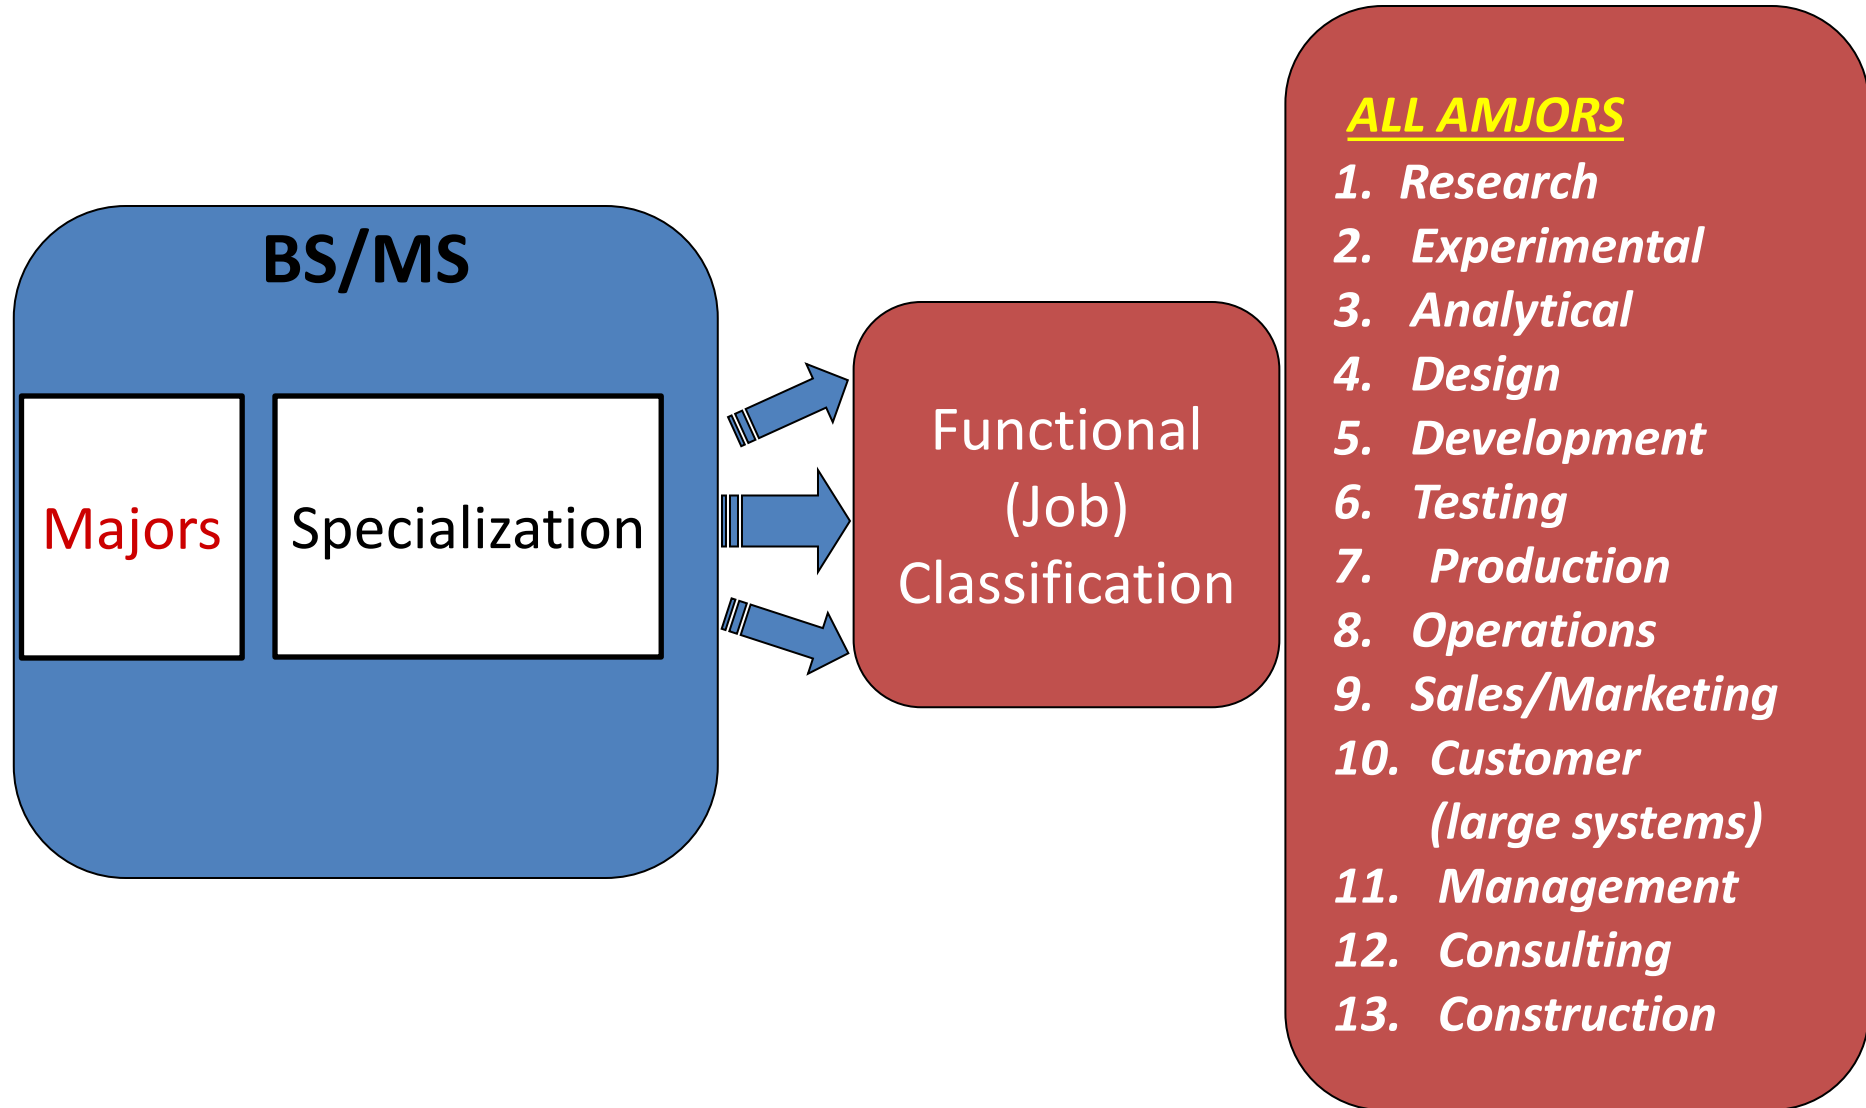 BS/MS
Majors
Specialization
Functional
(Job)
Classification
ALL AMJORS
1. Research
2. Experimental
3. Analytical
4. Design
5. Development
6. Testing
7. Production
8. Operations
9. Sales/Marketing
10. Customer
(large systems)
11. Management
12. Consulting
13. Construction